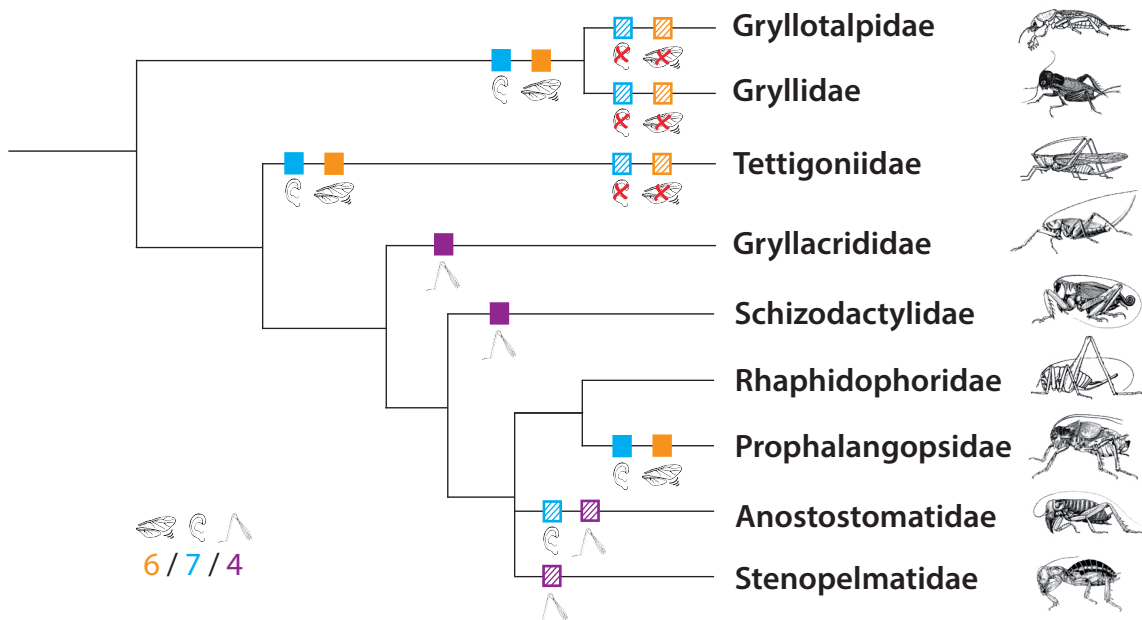 Gryllotalpidae
Gryllidae
Tettigoniidae
Gryllacrididae
Schizodactylidae
Rhaphidophoridae
Prophalangopsidae
Anostostomatidae
Stenopelmatidae
6 / 7 / 4